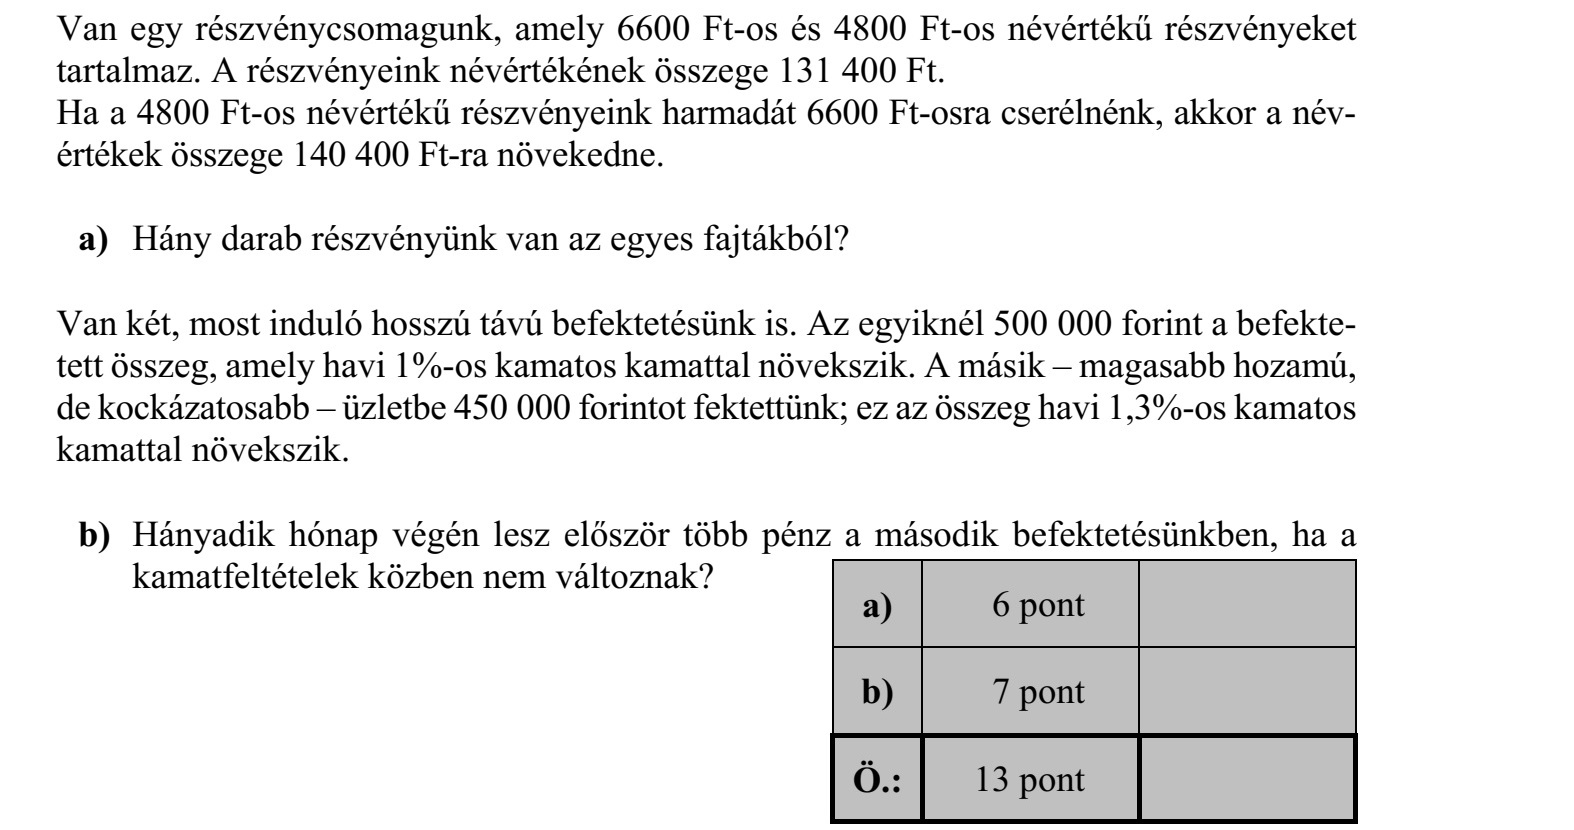 Van egy részvénycsomagunk, amely 6600 Ft-os és 4800 Ft-os névértékű részvényeket
tartalmaz. A részvényeink névértékének összege 131 400 Ft.
Ha a 4800 Ft-os névértékű részvényeink harmadát 6600 Ft-osra cserélnénk, akkor a név-
értékek összege 140 400 Ft-ra növekedne.
a) Hány darab részvényünk van az egyes fajtákból?
Van két, most induló hosszú távú befektetésünk is. Az egyiknél 500 000 forint a befekte-
tett összeg, amely havi 1%-os kamatos kamattal növekszik. A másik – magasabb hozamú,
de kockázatosabb – üzletbe 450 000 forintot fektettünk; ez az összeg havi 1,3%-os kamatos
kamattal növekszik.
b) Hányadik hónap végén lesz először több pénz a második befektetésünkben, ha a
kamatfeltételek közben nem változnak?
a) 6 pont
b) 7 pont
Ö.: 13 pont